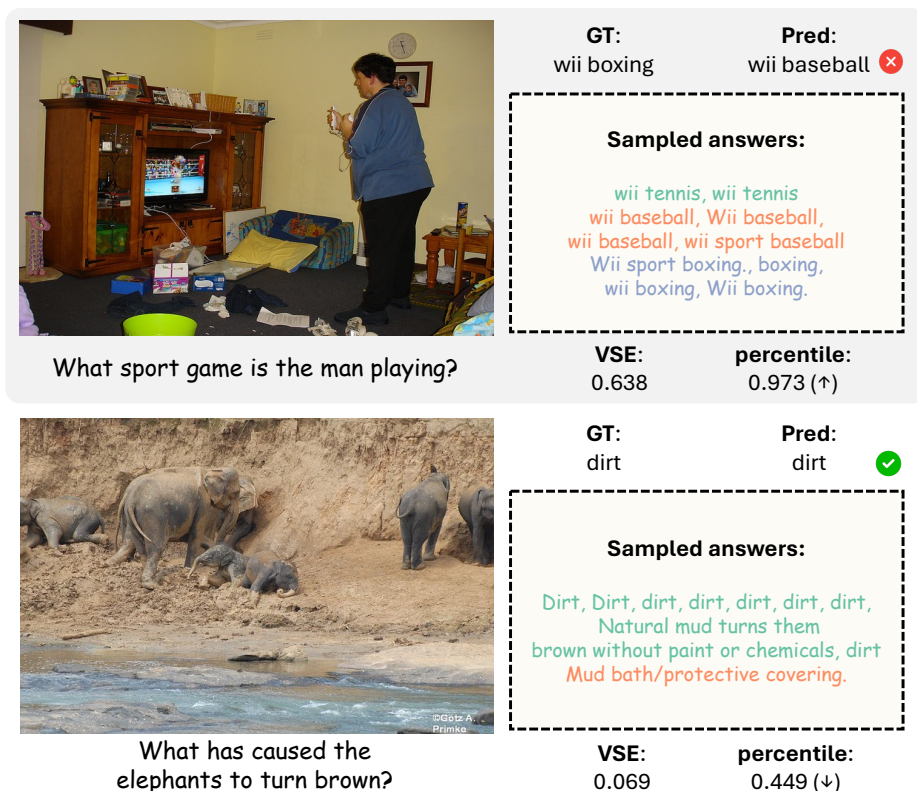 GT:
Pred:
wii boxing
wii baseball
Sampled answers:
wii tennis, wii tennis
wii baseball, Wii baseball,
wii baseball, wii sport baseball
Wii sport boxing., boxing,
wii boxing, Wii boxing.
What sport game is the man playing?
VSE:
percentile:
0.638
0.973 (↑)
GT:
Pred:
dirt
dirt
Sampled answers:
Dirt, Dirt, dirt, dirt, dirt, dirt, dirt,
Natural mud turns them
brown without paint or chemicals, dirt
Mud bath/protective covering.
©Götz A.
Primke
What has caused the
elephants to turn brown?
VSE:
percentile:
0.069
0.449 (↓)